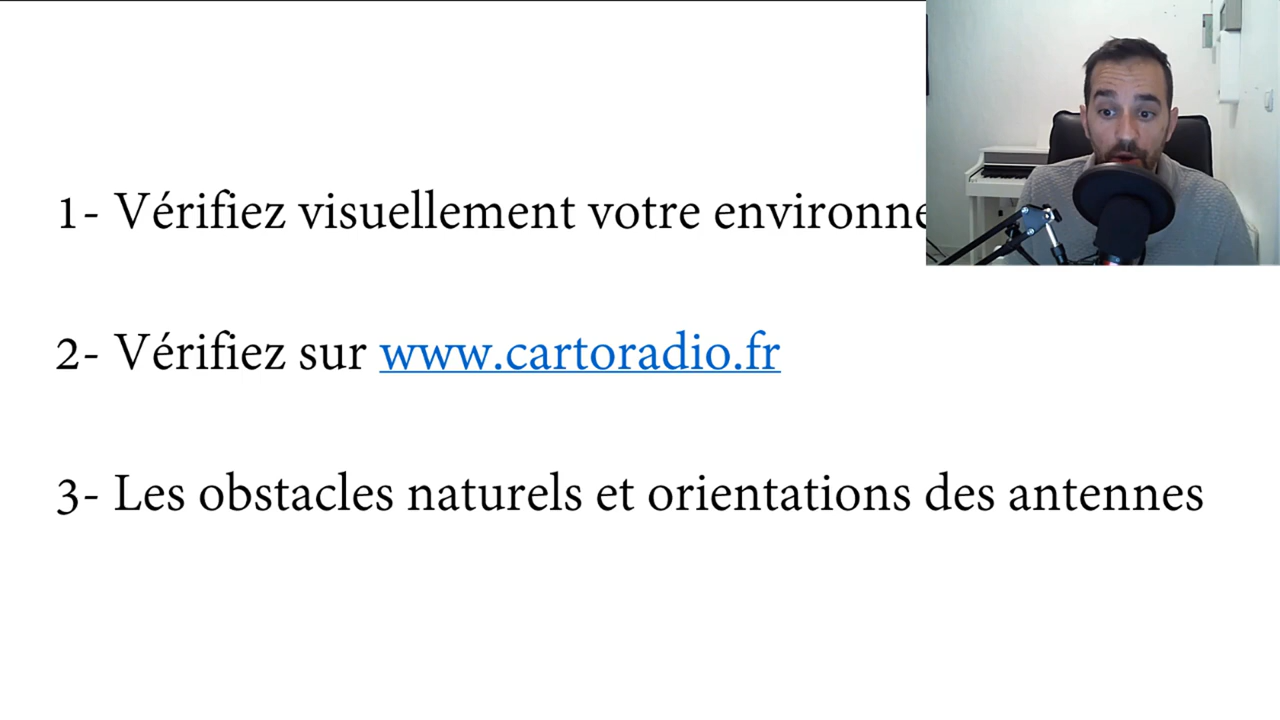 1- Vérifiez visuellement votre environne
2- Vérifiez sur www.cartoradio.fr
3- Les obstacles naturels et orientations des antennes